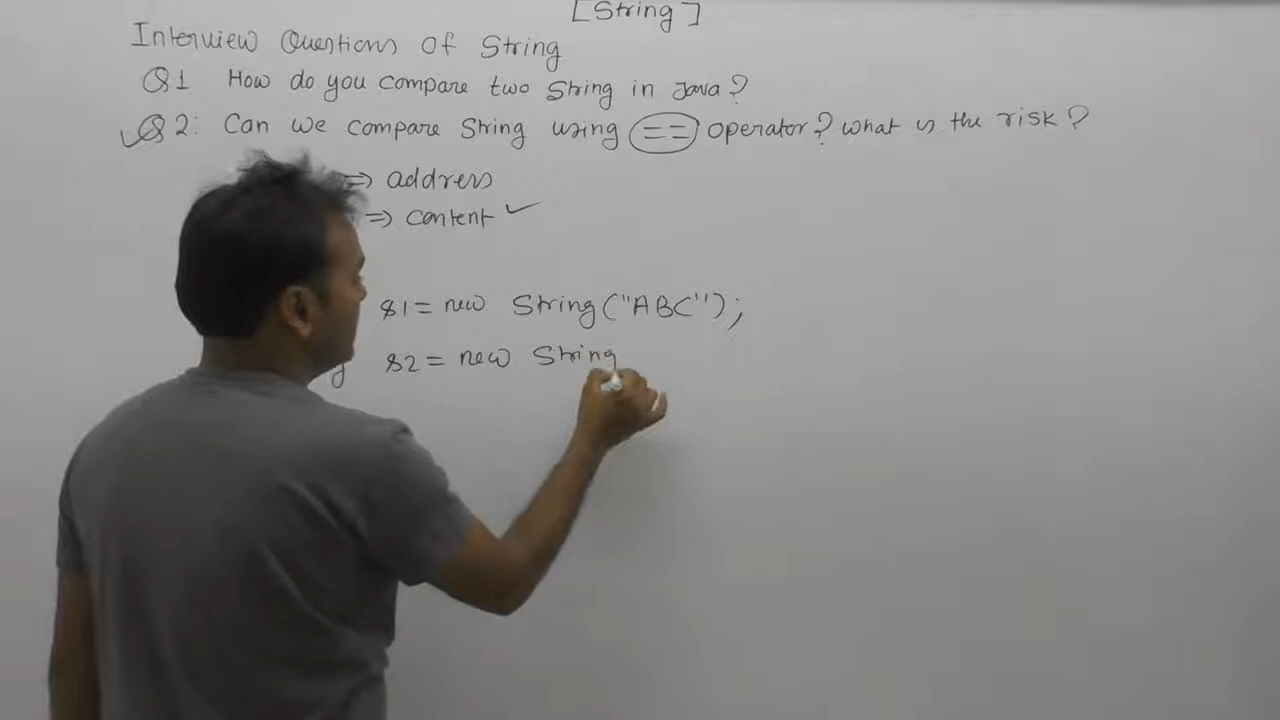 [String]
Interview Questions of String
Q1 How do you compare two String in Java?
Q2: Can we compare String using == operator? what is the risk?
=> address
=> content ✓
s1 = new String("ABC");
s2 = new String